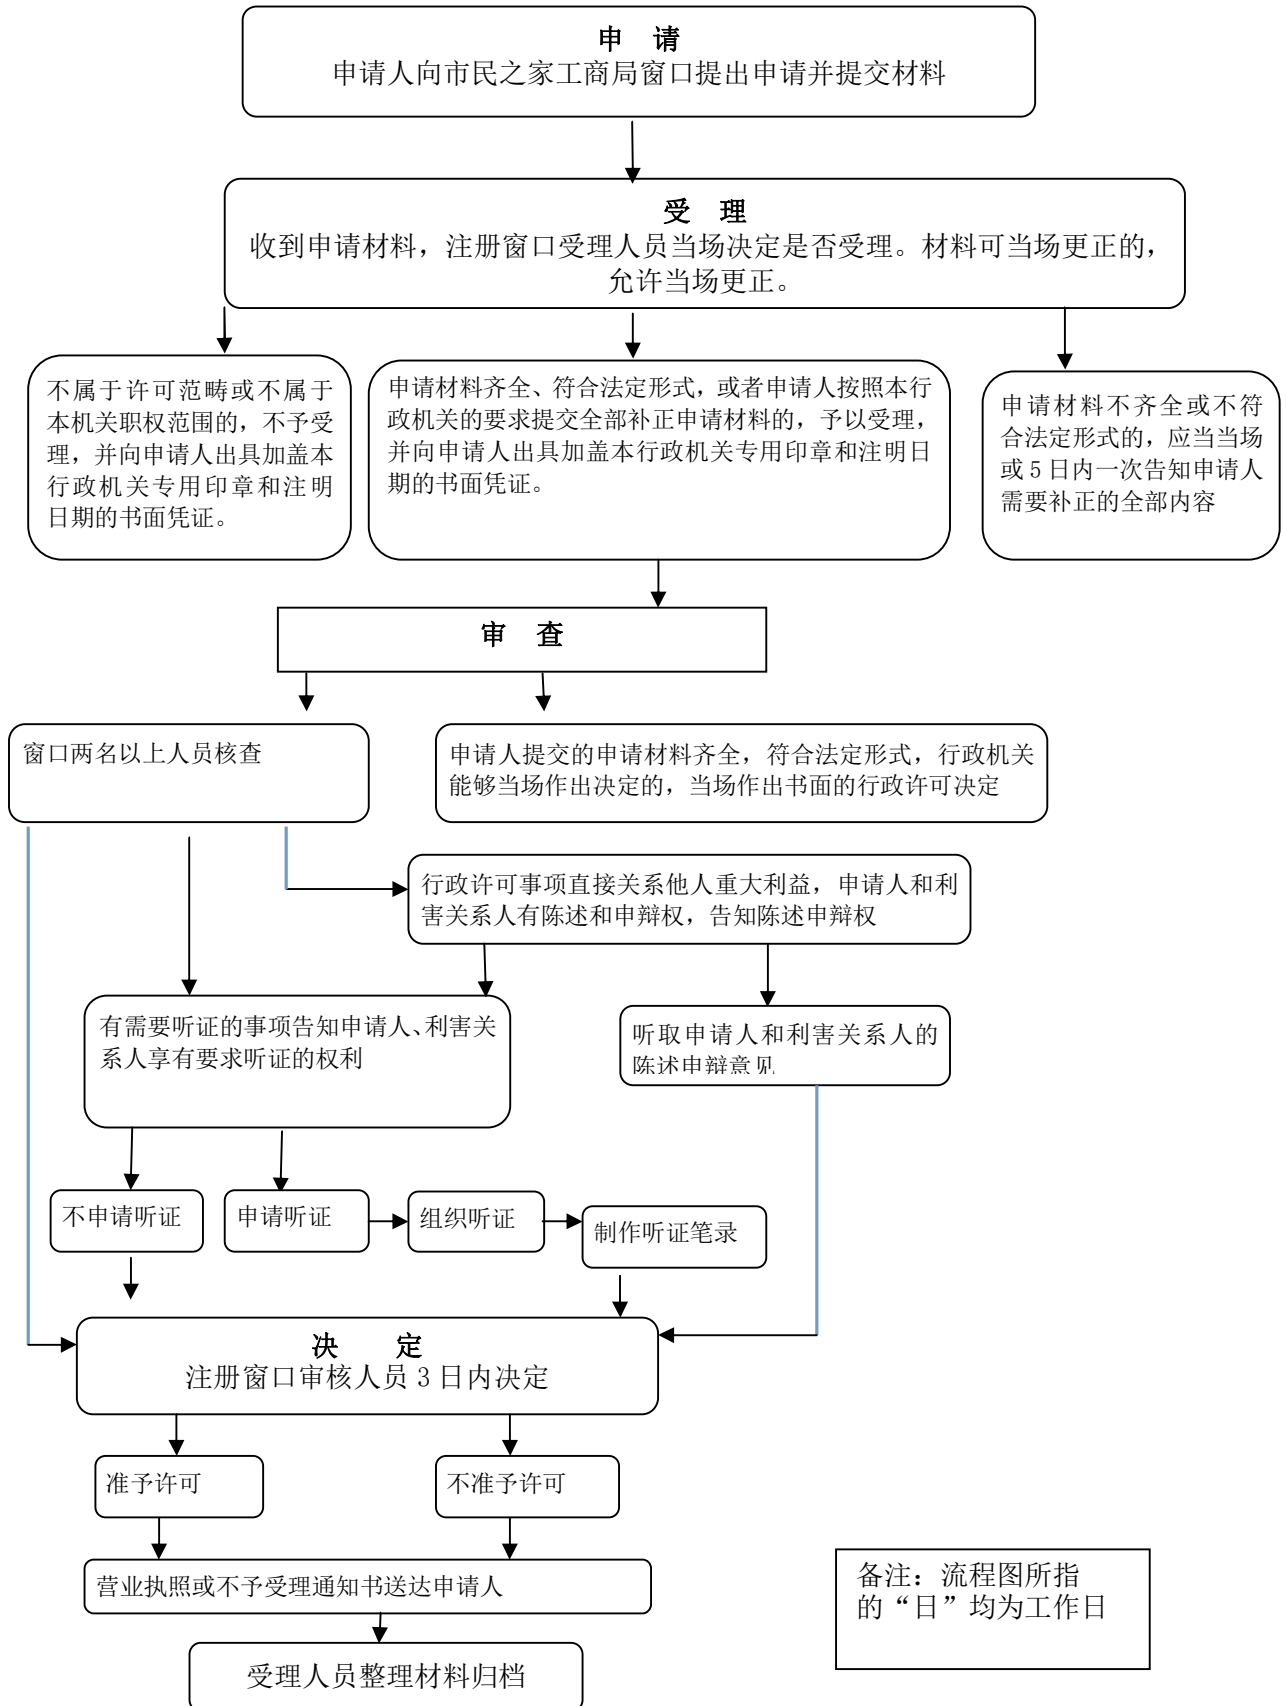 申 请
申请人向市民之家工商局窗口提出申请并提交材料
受 理
收到申请材料，注册窗口受理人员当场决定是否受理。材料可当场更正的，
允许当场更正。
不属于许可范畴或不属于
本机关职权范围的，不予受
理，并向申请人出具加盖本
行政机关专用印章和注明
日期的书面凭证。
申请材料齐全、符合法定形式，或者申请人按照本行
政机关的要求提交全部补正申请材料的，予以受理，
并向申请人出具加盖本行政机关专用印章和注明日
期的书面凭证。
申请材料不齐全或不符
合法定形式的，应当当场
或5日内一次告知申请人
需要补正的全部内容
审 查
窗口两名以上人员核查
申请人提交的申请材料齐全，符合法定形式，行政机关
能够当场作出决定的，当场作出书面的行政许可决定
行政许可事项直接关系他人重大利益，申请人和利
害关系人有陈述和申辩权，告知陈述申辩权
有需要听证的事项告知申请人、利害关
系人享有要求听证的权利
听取申请人和利害关系人的
陈述申辩意见
不申请听证
申请听证
组织听证
制作听证笔录
决 定
注册窗口审核人员3日内决定
准予许可
不准予许可
营业执照或不予受理通知书送达申请人
受理人员整理材料归档
备注：流程图所指
的“日”均为工作日